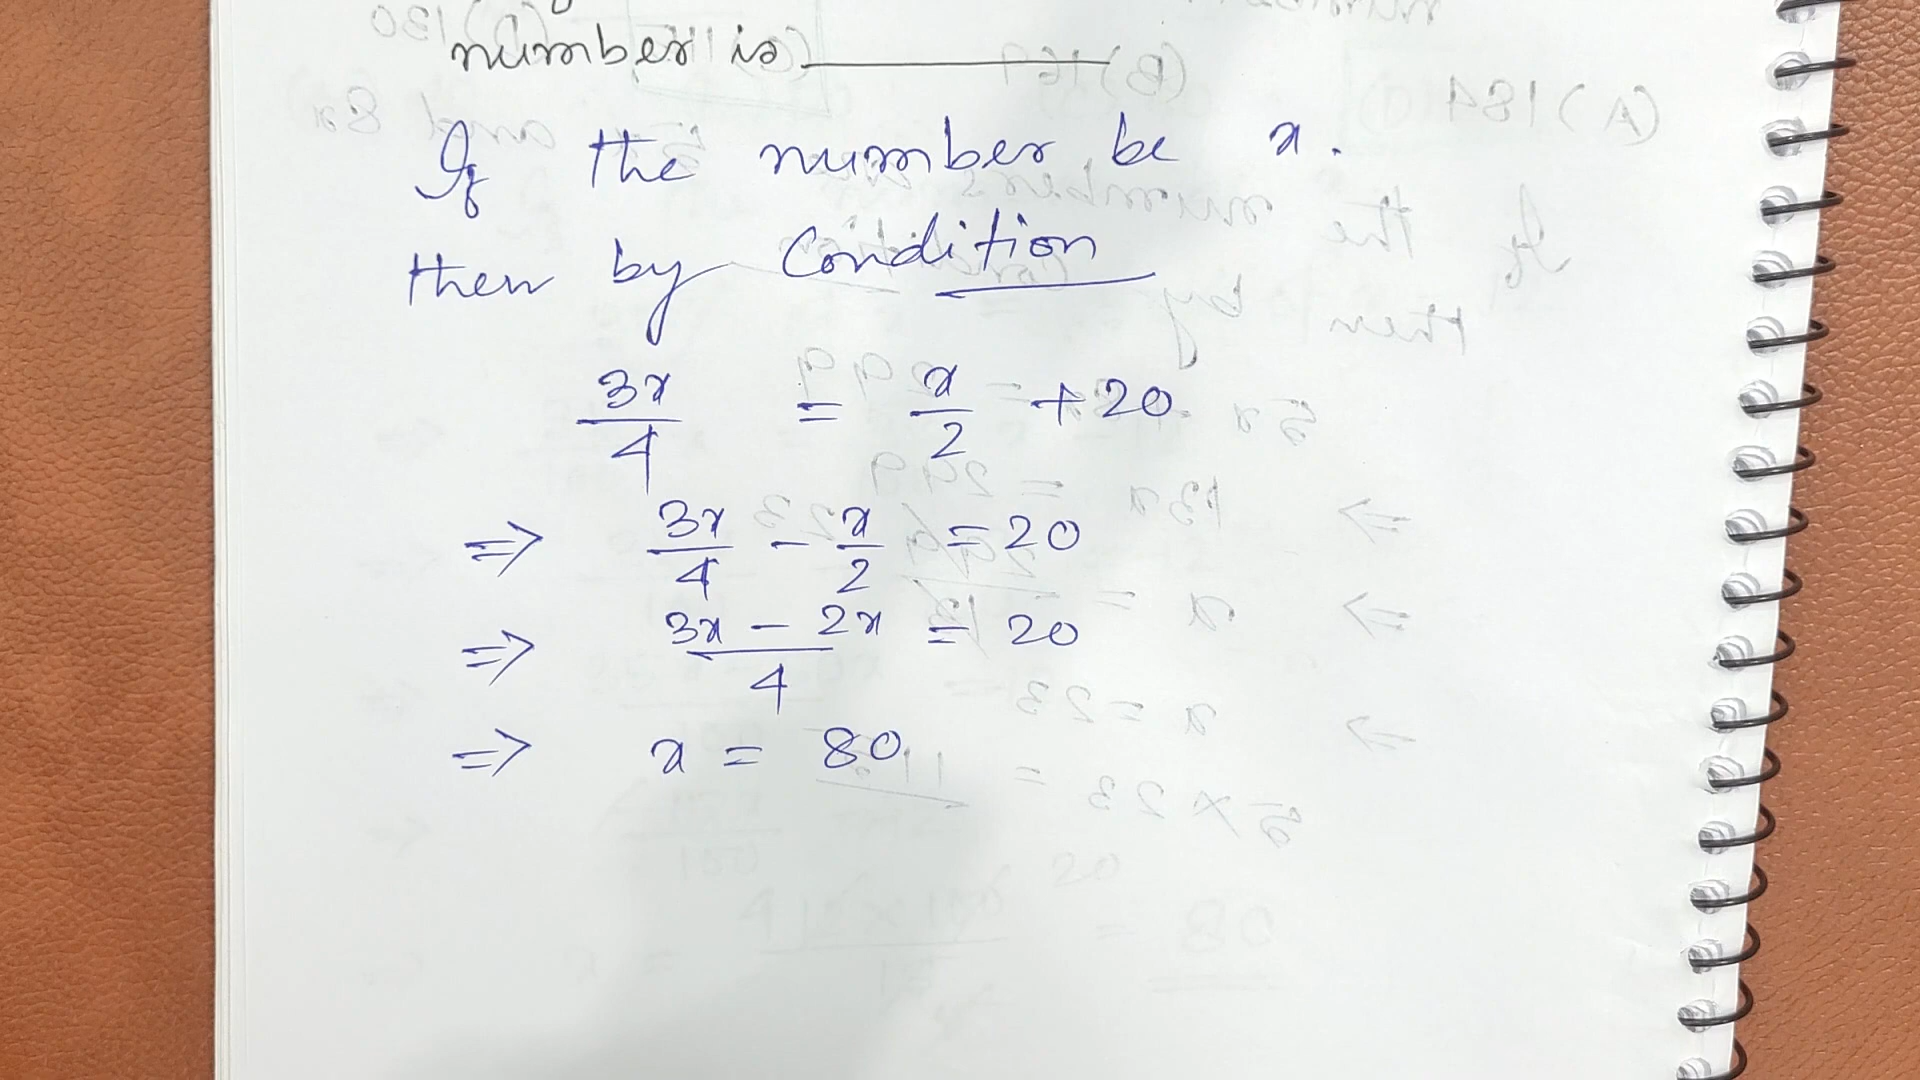 number is
If the number be x.
then by Condition
3x/4 = x/2 + 20
⇒ 3x/4 - x/2 = 20
⇒ 3x - 2x/4 = 20
⇒ x = 80